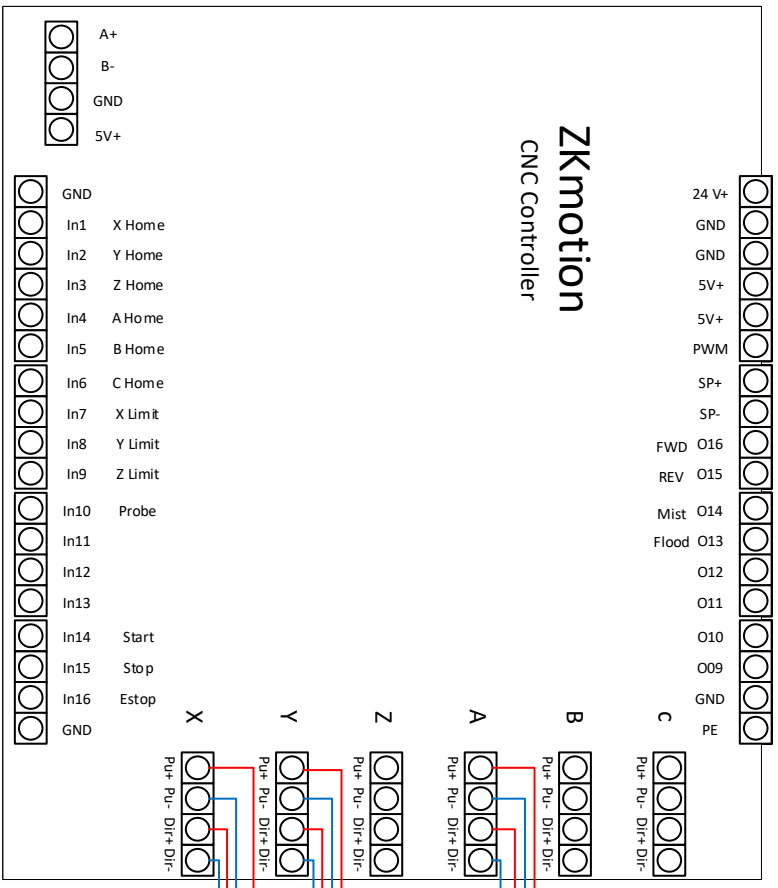 A+
B-
GND
5V+
ZKmotion
CNC Controller
GND
In1 X Home
In2 Y Home
In3 Z Home
In4 A Home
In5 B Home
In6 C Home
In7 X Limit
In8 Y Limit
In9 Z Limit
In10 Probe
In11
In12
In13
In14 Start
In15 Stop
In16 Estop
GND
24 V+
GND
GND
5V+
5V+
PWM
SP+
SP-
FWD O16
REV O15
Mist O14
Flood O13
O12
O11
O10
O09
GND
PE
X
Y
Z
A
B
c
Pu+ Pu- Dir+ Dir-
Pu+ Pu- Dir+ Dir-
Pu+ Pu- Dir+ Dir-
Pu+ Pu- Dir+ Dir-
Pu+ Pu- Dir+ Dir-
Pu+ Pu- Dir+ Dir-